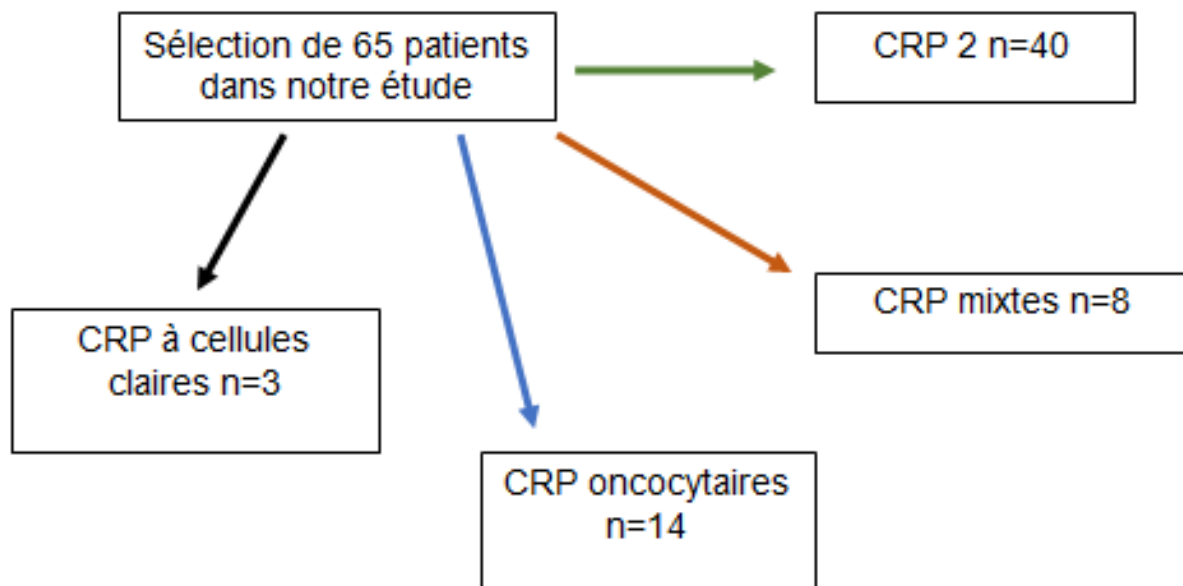 Sélection de 65 patients
dans notre étude
CRP 2 n=40
CRP mixtes n=8
CRP à cellules
claires n=3
CRP oncocytaires
n=14